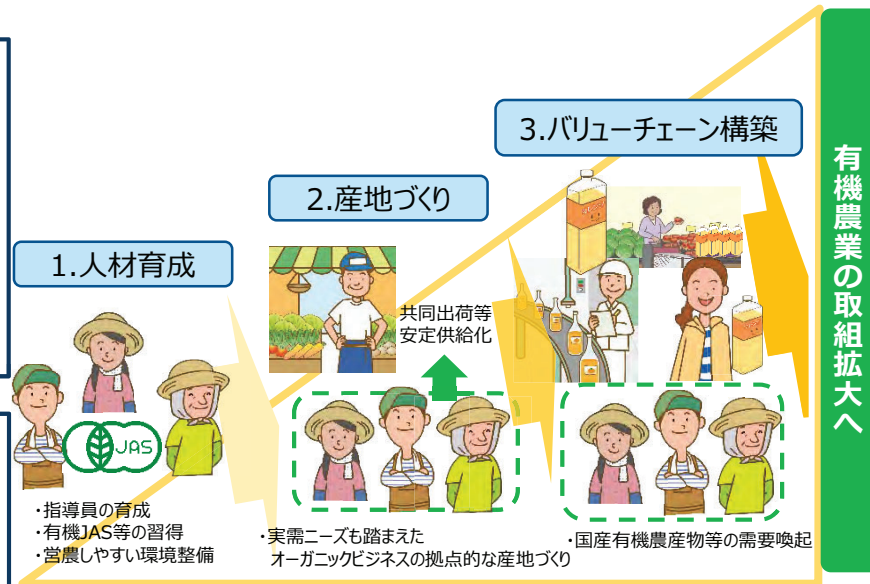 1.人材育成
JAS
・指導員の育成
・有機JAS等の習得
・営農しやすい環境整備
2.産地づくり
共同出荷等
安定供給化
・実需ニーズも踏まえた
オーガニックビジネスの拠点的な産地づくり
3.バリューチェーン構築
・国産有機農産物等の需要喚起
有機農業の取組拡大へ